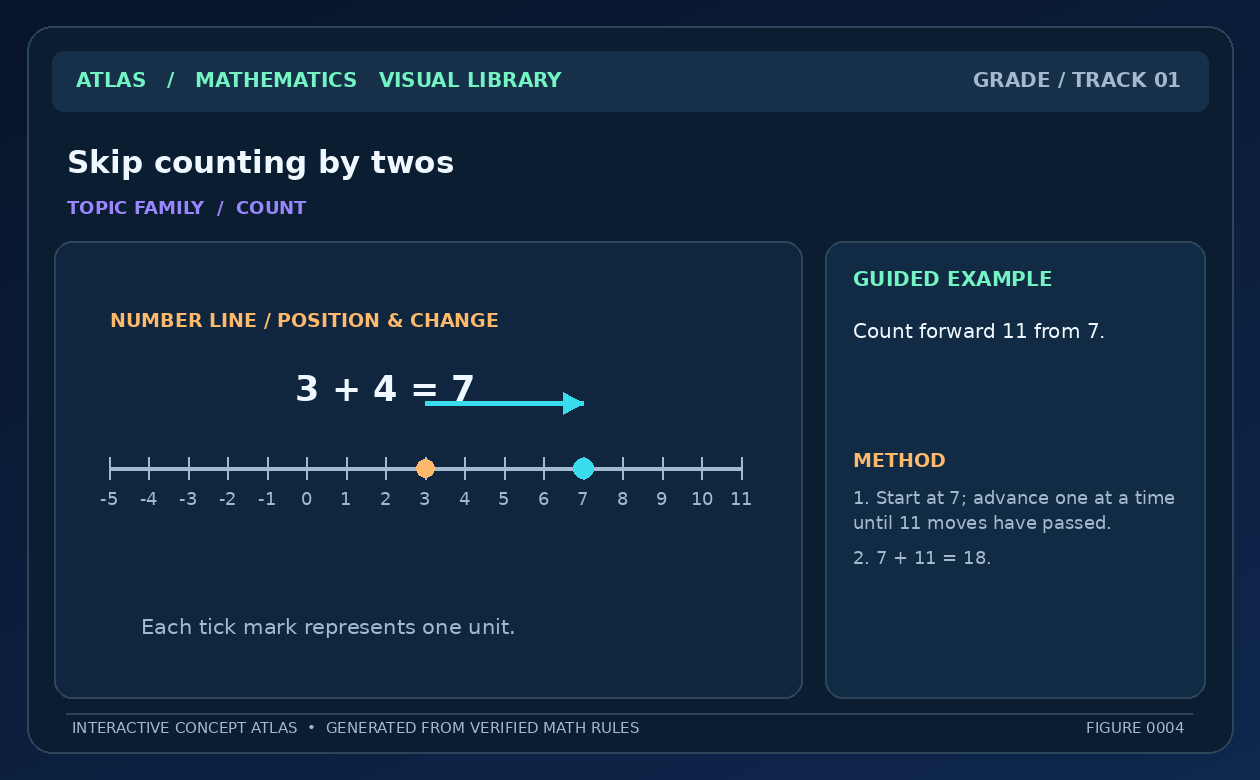 ATLAS / MATHEMATICS VISUAL LIBRARY
GRADE / TRACK 01
Skip counting by twos
TOPIC FAMILY / COUNT
NUMBER LINE / POSITION & CHANGE
3 + 4 = 7
-5 -4 -3 -2 -1 0 1 2 3 4 5 6 7 8 9 10 11
Each tick mark represents one unit.
GUIDED EXAMPLE
Count forward 11 from 7.
METHOD
1. Start at 7; advance one at a time
until 11 moves have passed.
2. 7 + 11 = 18.
INTERACTIVE CONCEPT ATLAS • GENERATED FROM VERIFIED MATH RULES
FIGURE 0004